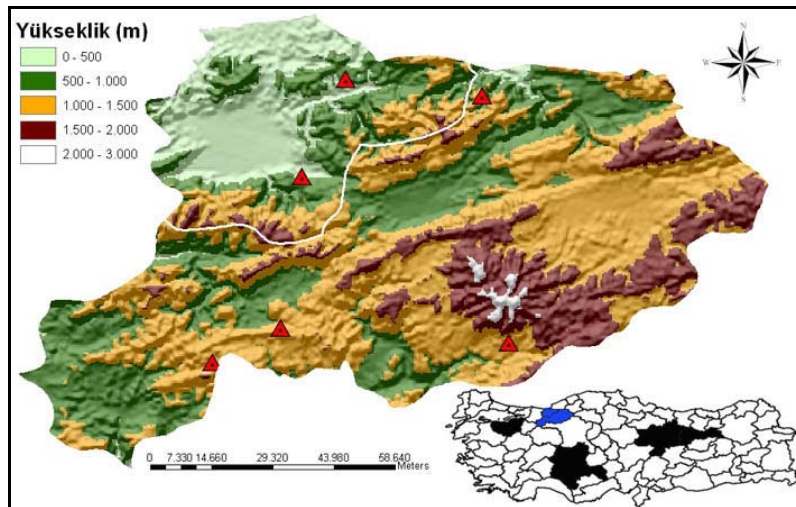 Yükseklik (m)
0 - 500
500 - 1.000
1.000 - 1.500
1.500 - 2.000
2.000 - 3.000
N
W E
S
0 7.330 14.660 29.320 43.980 58.640
Meters